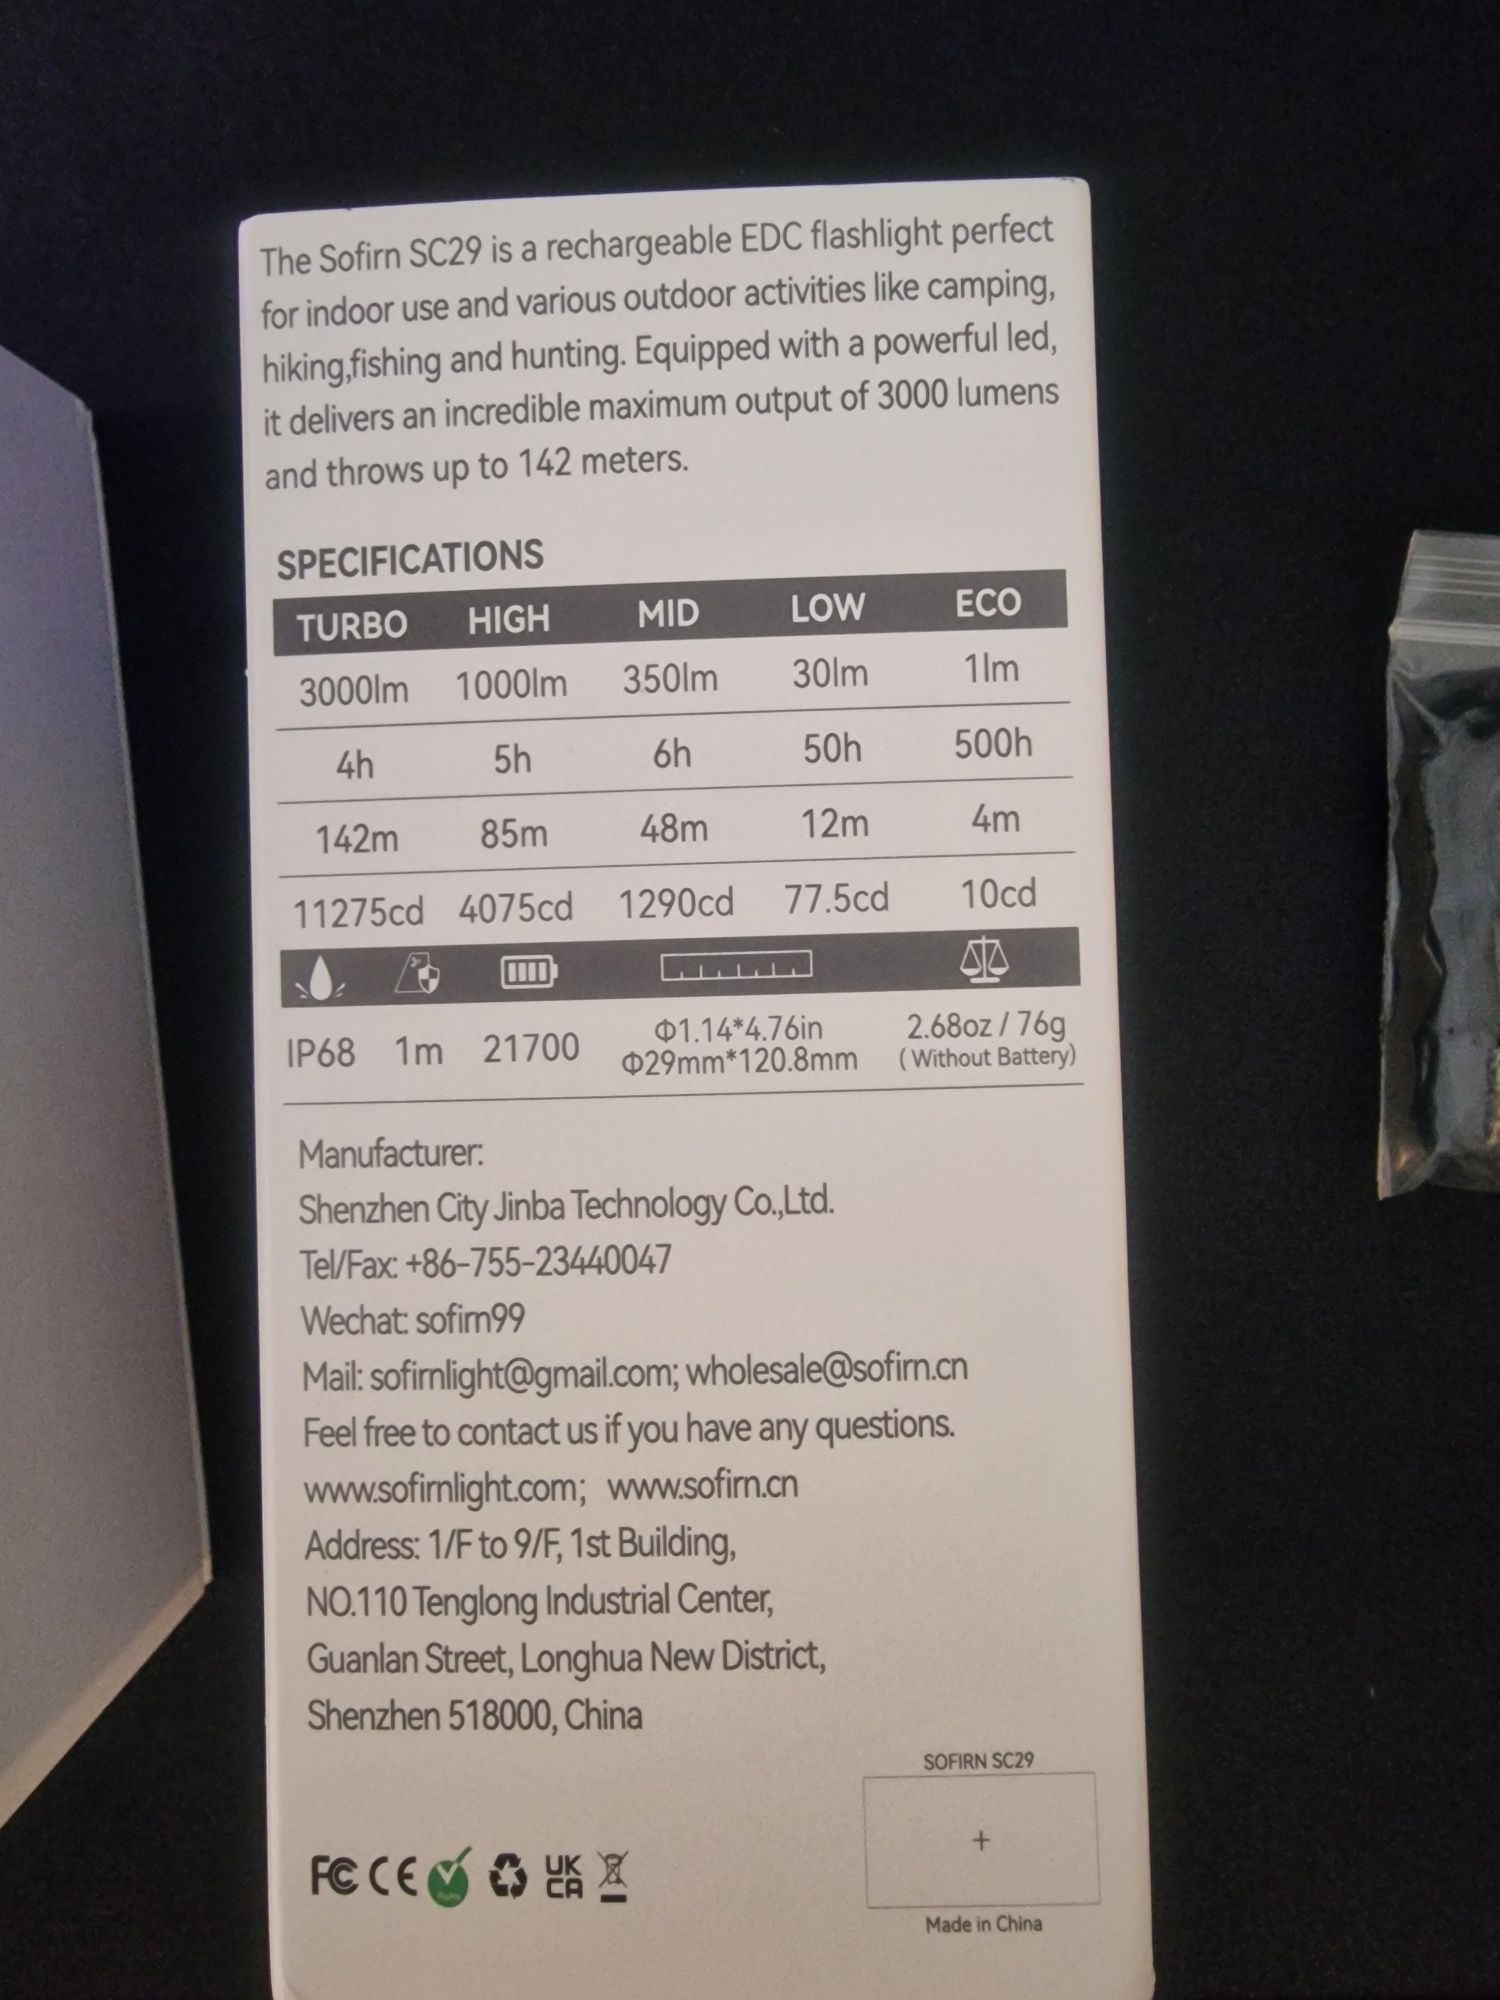 The Sofirn SC29 is a rechargeable EDC flashlight perfect
for indoor use and various outdoor activities like camping,
hiking,fishing and hunting. Equipped with a powerful led,
it delivers an incredible maximum output of 3000 lumens
and throws up to 142 meters.
SPECIFICATIONS
TURBO HIGH MID LOW ECO
3000lm 1000lm 350lm 30lm 1lm
4h 5h 6h 50h 500h
142m 85m 48m 12m 4m
11275cd 4075cd 1290cd 77.5cd 10cd
IP68 1m 21700 Φ1.14*4.76in 2.68oz / 76g
Φ29mm*120.8mm (Without Battery)
Manufacturer:
Shenzhen City Jinba Technology Co.,Ltd.
Tel/Fax: +86-755-23440047
Wechat: sofirn99
Mail: sofirnlight@gmail.com; wholesale@sofirn.cn
Feel free to contact us if you have any questions.
www.sofirnlight.com; www.sofirn.cn
Address: 1/F to 9/F, 1st Building,
NO.110 Tenglong Industrial Center,
Guanlan Street, Longhua New District,
Shenzhen 518000, China
SOFIRN SC29
+
FC CE UK
CA
Made in China